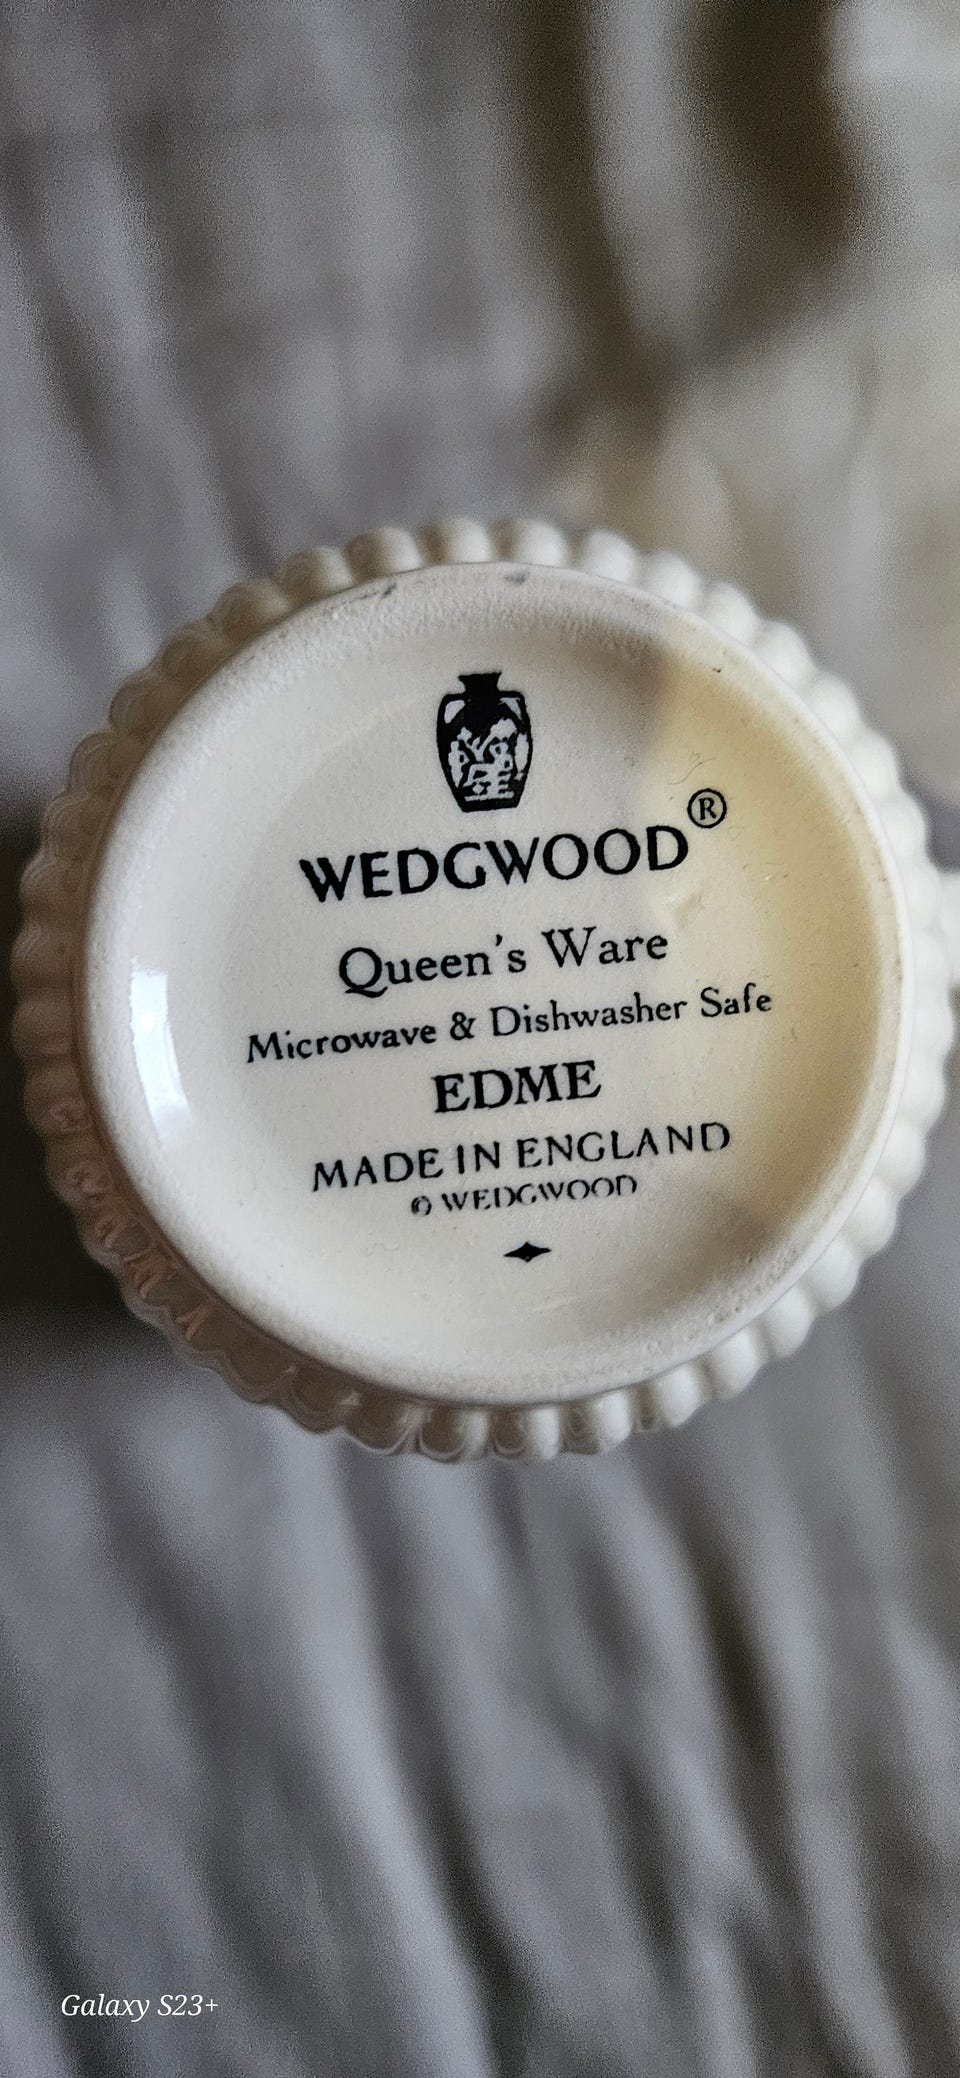 WEDGWOOD®
Queen's Ware
Microwave & Dishwasher Safe
EDME
MADE IN ENGLAND
© WEDGWOOD
Galaxy S23+